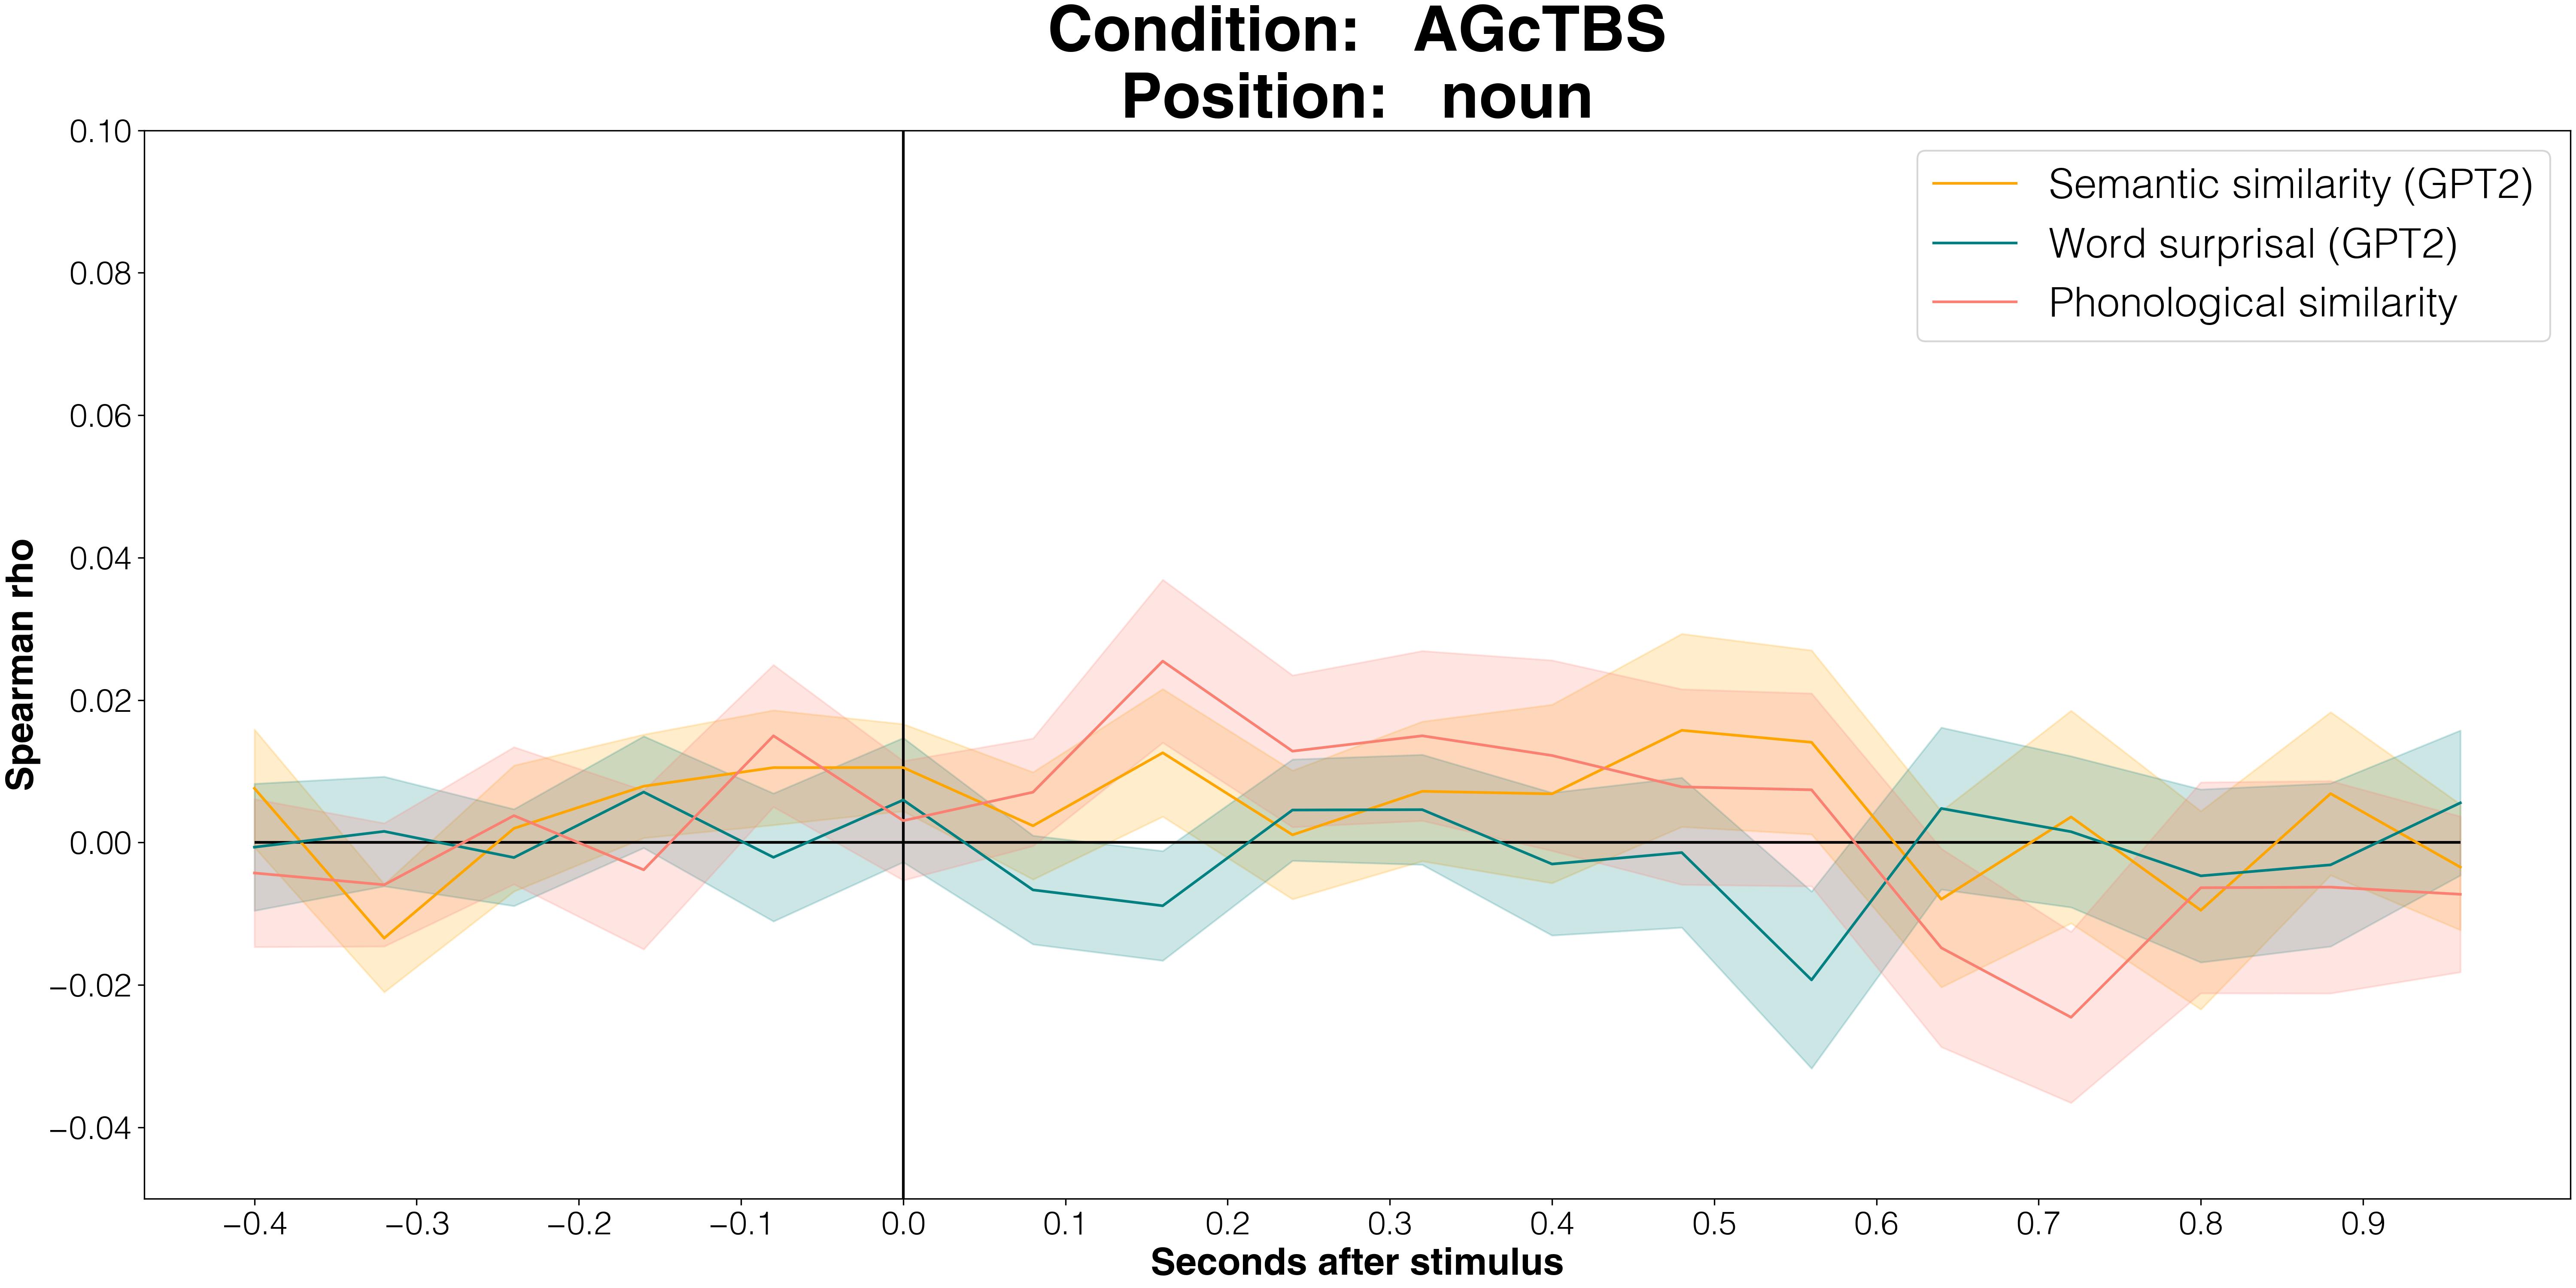 Condition:   AGcTBS
Position:   noun
0.10
0.08
0.06
0.04
0.02
0.00
−0.02
−0.04
Spearman rho
Semantic similarity (GPT2)
Word surprisal (GPT2)
Phonological similarity
−0.4 −0.3 −0.2 −0.1 0.0 0.1 0.2 0.3 0.4 0.5 0.6 0.7 0.8 0.9
Seconds after stimulus